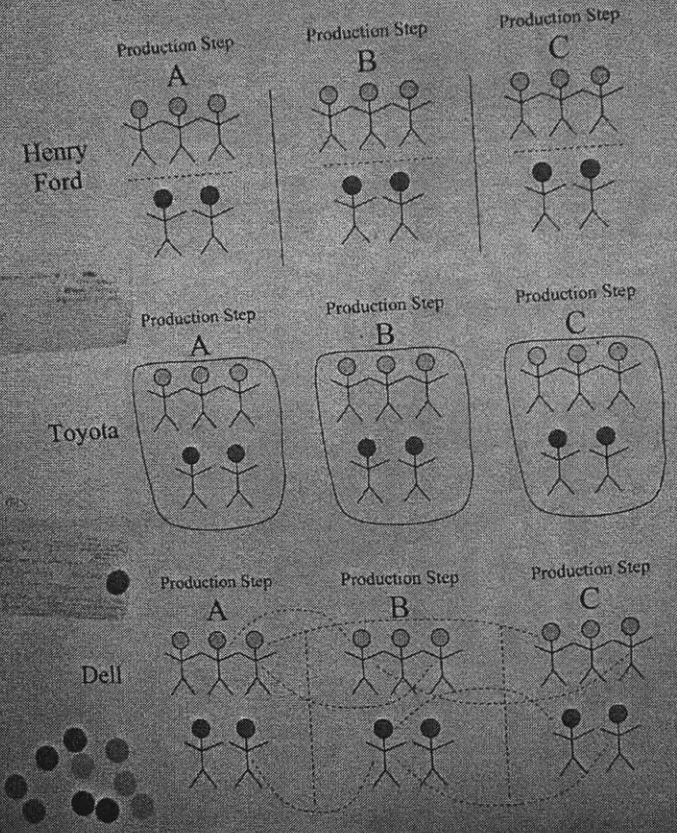 Production Step
A
Production Step
B
Production Step
C
Henry
Ford
Production Step
A
Production Step
B
Production Step
C
Toyota
Production Step
A
Production Step
B
Production Step
C
Dell